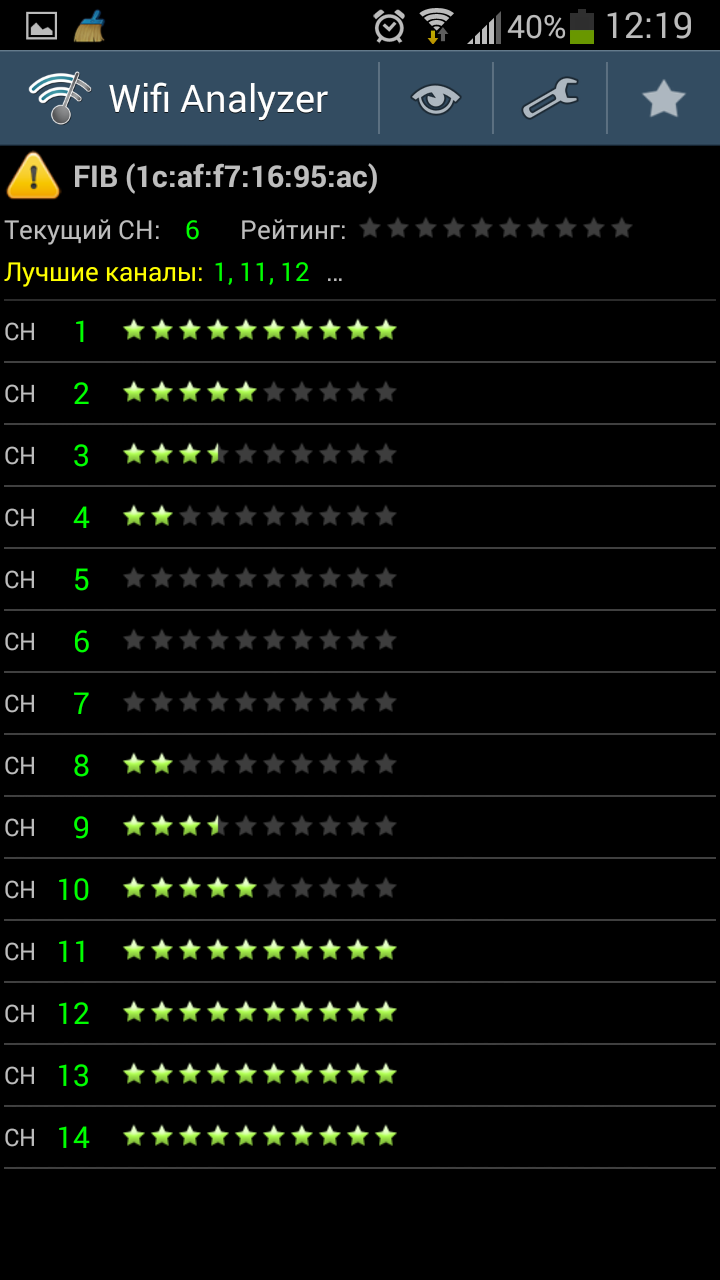 40% 12:19
Wifi Analyzer
FIB (1c:af:f7:16:95:ac)
Текущий CH: 6 Рейтинг:
Лучшие каналы: 1, 11, 12 ...
CH 1
CH 2
CH 3
CH 4
CH 5
CH 6
CH 7
CH 8
CH 9
CH 10
CH 11
CH 12
CH 13
CH 14